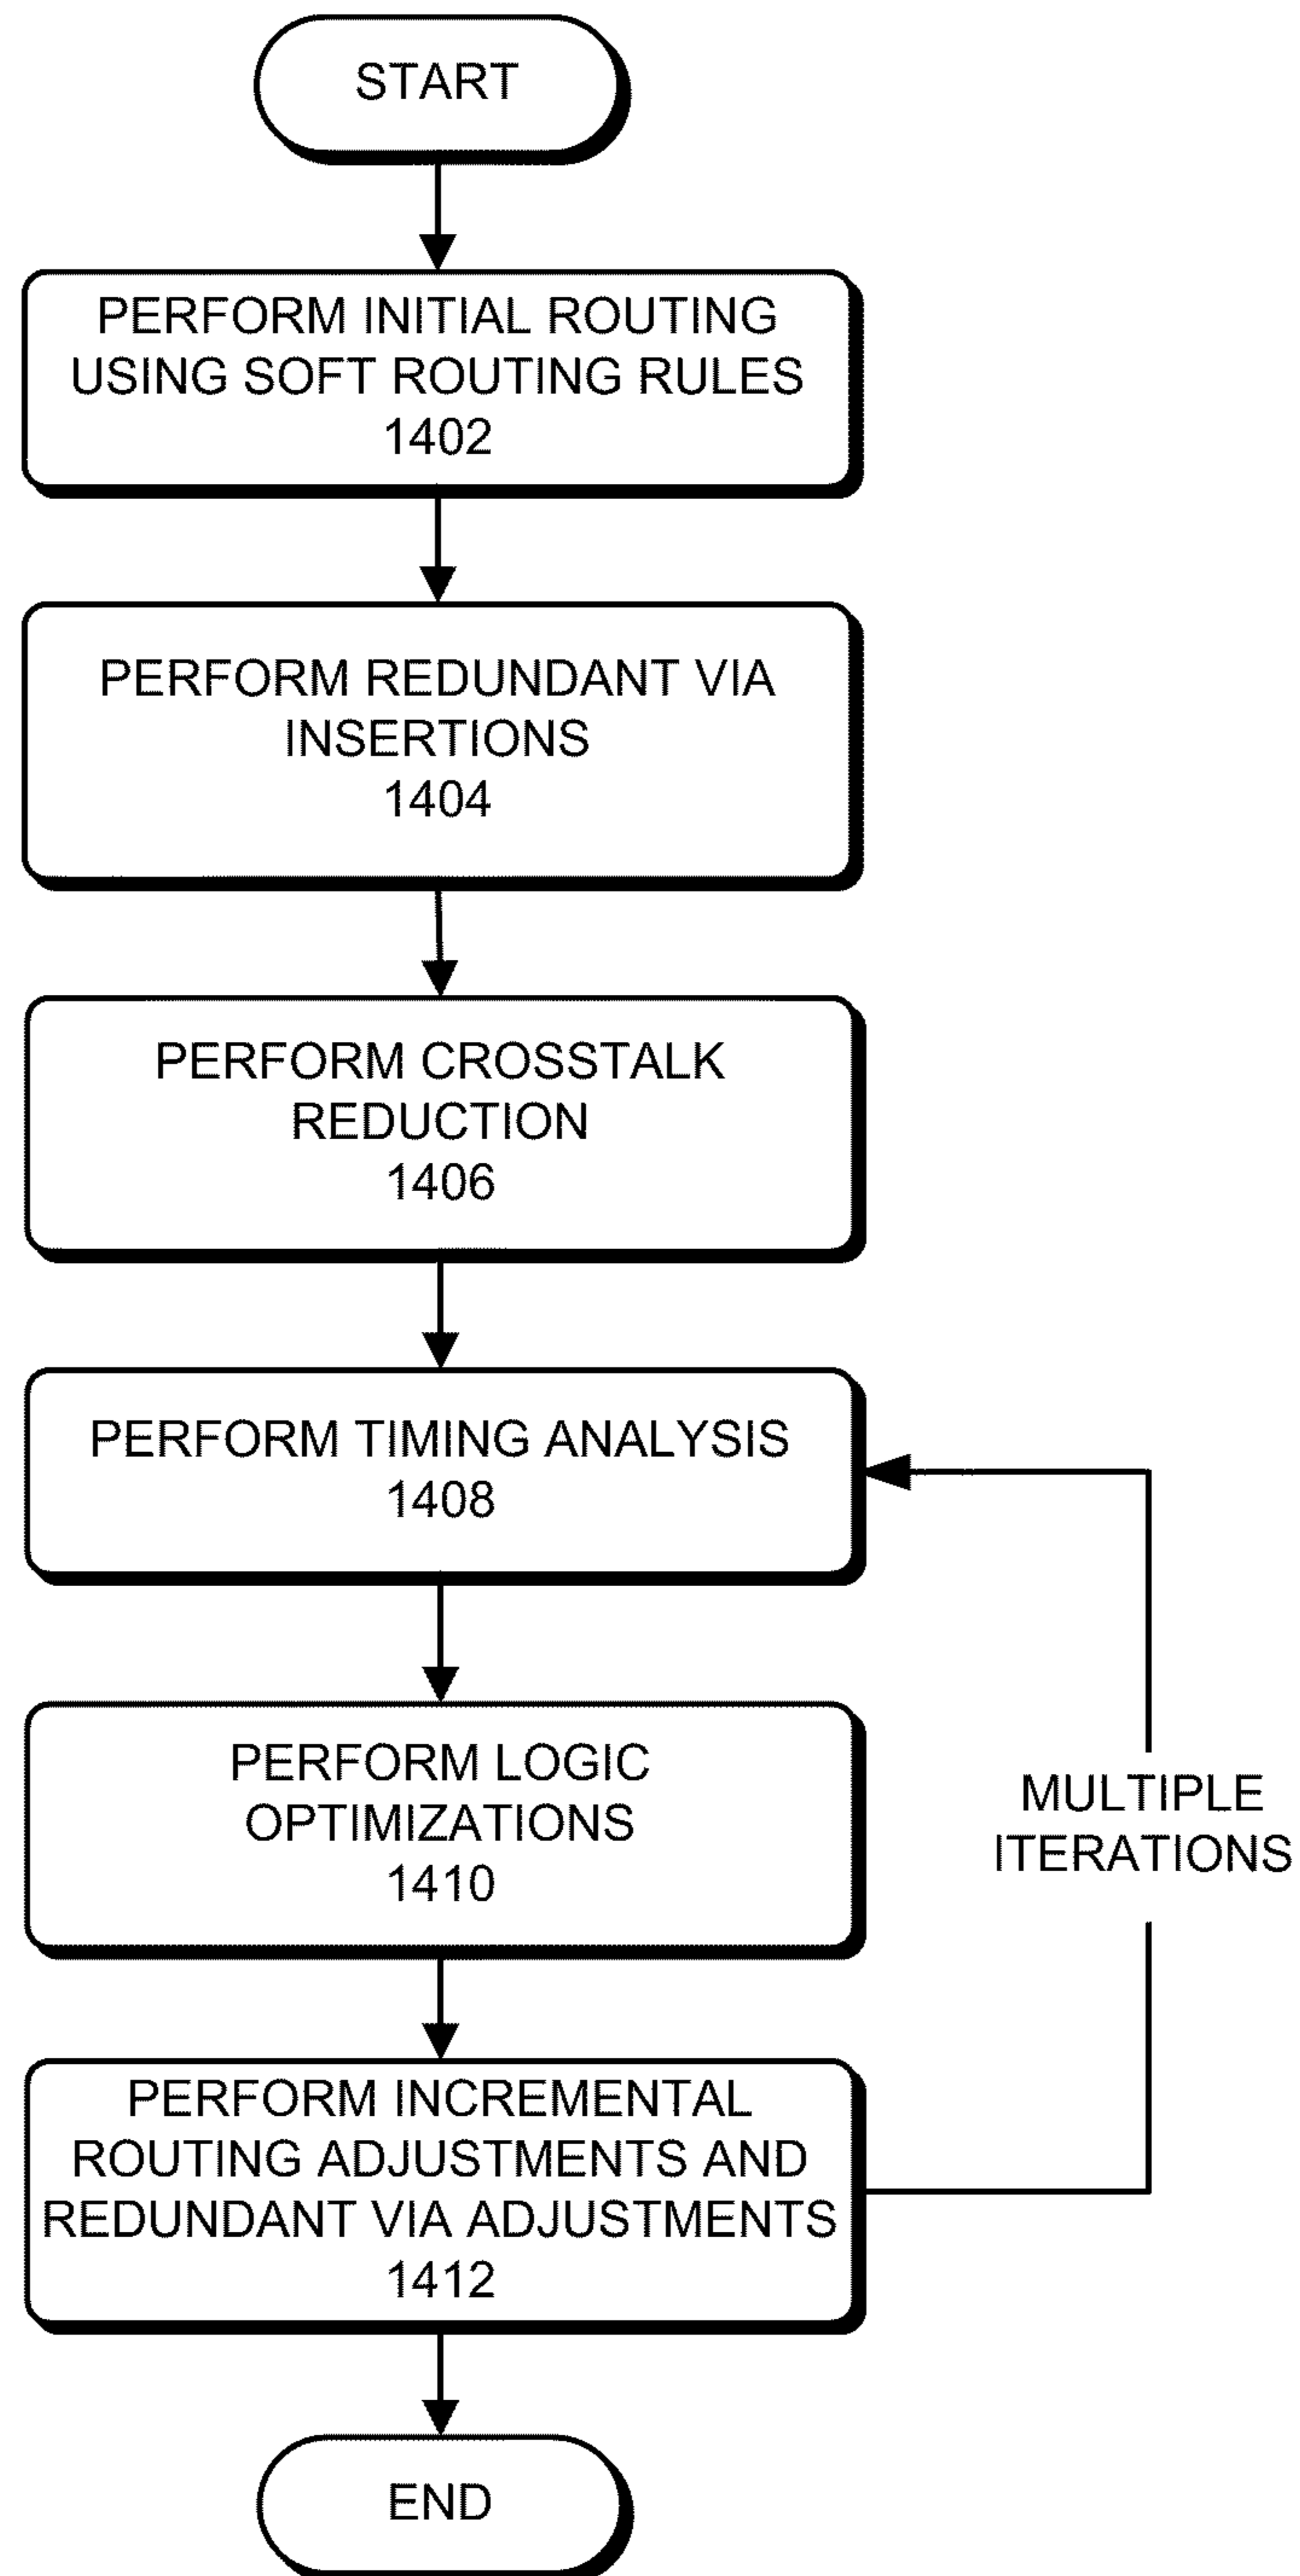 START
PERFORM INITIAL ROUTING
USING SOFT ROUTING RULES
1402
PERFORM REDUNDANT VIA
INSERTIONS
1404
PERFORM CROSSTALK
REDUCTION
1406
PERFORM TIMING ANALYSIS
1408
PERFORM LOGIC
OPTIMIZATIONS
1410
MULTIPLE
ITERATIONS
PERFORM INCREMENTAL
ROUTING ADJUSTMENTS AND
REDUNDANT VIA ADJUSTMENTS
1412
END